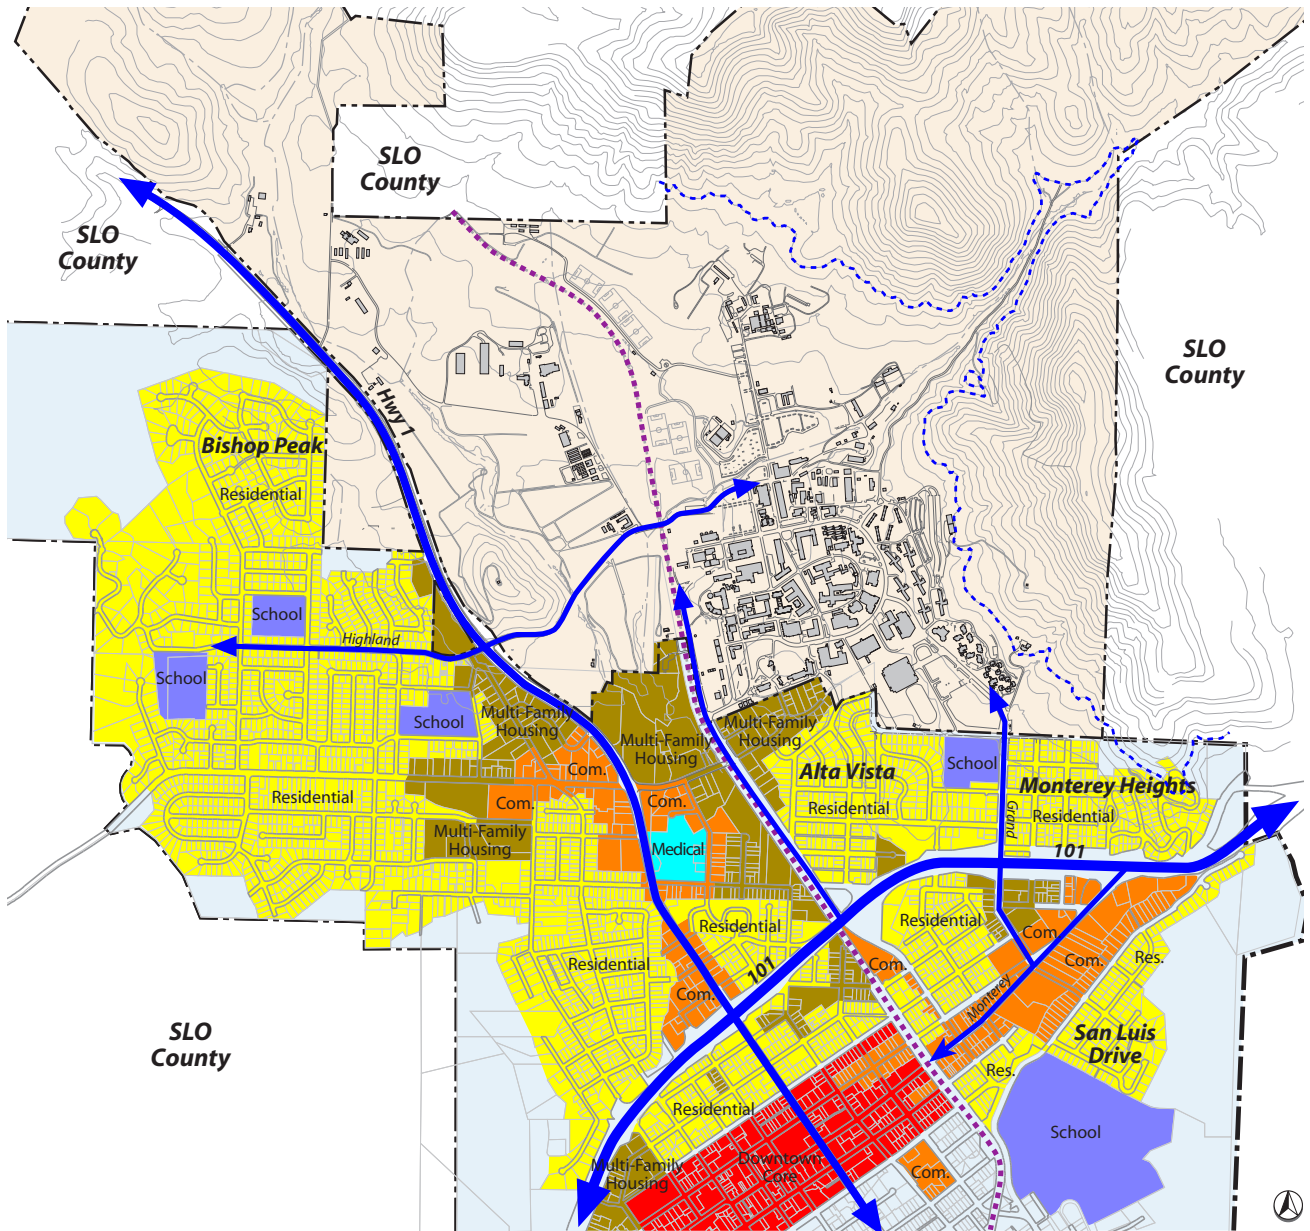 SLO
County
SLO
County
SLO
County
Hwy 1
Bishop Peak
Residential
School
Highland
School
School
Multi-Family
Housing
Multi-Family
Housing
Multi-Family
Housing
Com.
Alta Vista
School
Monterey Heights
Residential
Com.
Com.
Residential
Grand
Residential
Multi-Family
Housing
Medical
101
Residential
Residential
Com.
Residential
Com.
101
Com.
Com.
Res.
Monterey
SLO
County
San Luis
Drive
Res.
Residential
School
Multi-Family
Housing
Downtown
Core
Com.